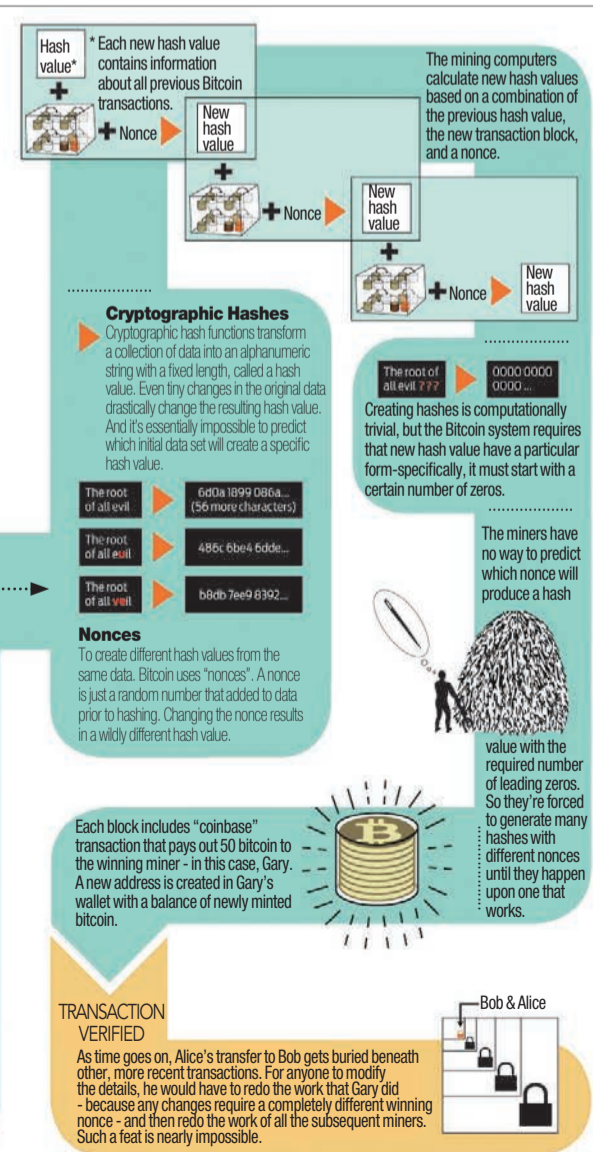 Hash
value*
* Each new hash value
contains information
about all previous Bitcoin
transactions.
+
+ Nonce
New
hash
value
The mining computers
calculate new hash values
based on a combination of
the previous hash value,
the new transaction block,
and a nonce.
+
+ Nonce
New
hash
value
+
+ Nonce
New
hash
value
Cryptographic Hashes
Cryptographic hash functions transform
a collection of data into an alphanumeric
string with a fixed length, called a hash
value. Even tiny changes in the original data
drastically change the resulting hash value.
And it's essentially impossible to predict
which initial data set will create a specific
hash value.
The root
of all evil
6d0a 1899 086a...
(56 more characters)
The root
of all euil
486c 6be4 6dde...
The root
of all veil
b8db 7ee9 8392...
Nonces
To create different hash values from the
same data. Bitcoin uses "nonces". A nonce
is just a random number that added to data
prior to hashing. Changing the nonce results
in a wildly different hash value.
The root of
all evil ???
0000 0000
0000 ...
Creating hashes is computationally
trivial, but the Bitcoin system requires
that new hash value have a particular
form-specifically, it must start with a
certain number of zeros.
The miners have
no way to predict
which nonce will
produce a hash
value with the
required number
of leading zeros.
So they're forced
to generate many
hashes with
different nonces
until they happen
upon one that
works.
Each block includes "coinbase"
transaction that pays out 50 bitcoin to
the winning miner - in this case, Gary.
A new address is created in Gary's
wallet with a balance of newly minted
bitcoin.
B
TRANSACTION
VERIFIED
As time goes on, Alice's transfer to Bob gets buried beneath
other, more recent transactions. For anyone to modify
the details, he would have to redo the work that Gary did
- because any changes require a completely different winning
nonce - and then redo the work of all the subsequent miners.
Such a feat is nearly impossible.
Bob & Alice